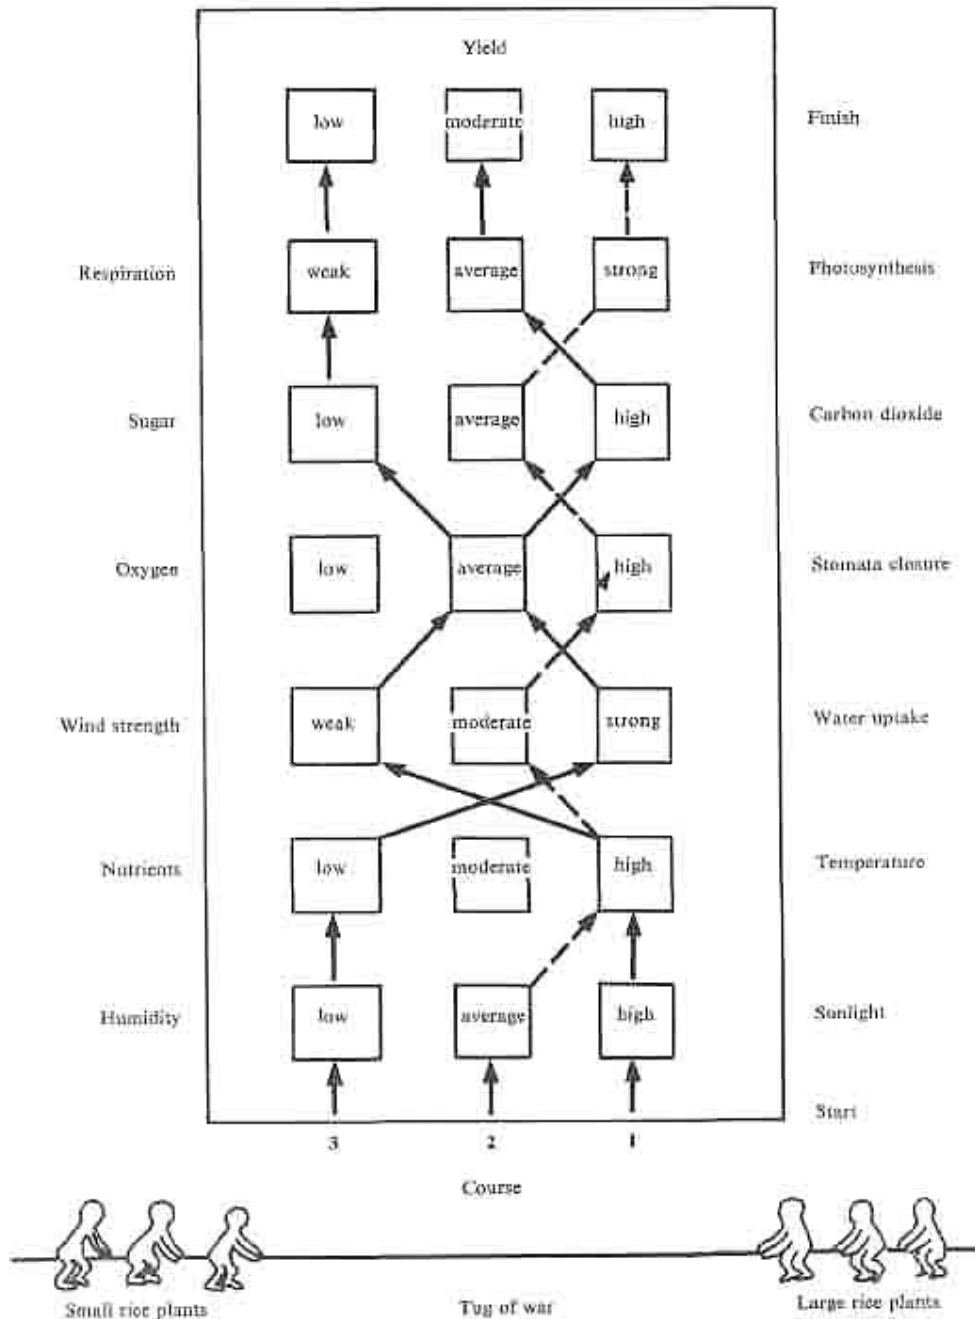 Yield
low moderate high Finish
Respiration weak average strong Photosynthesis
Sugar low average high Carbon dioxide
Oxygen low average high Stomata closure
Wind strength weak moderate strong Water uptake
Nutrients low moderate high Temperature
Humidity low average high Sunlight
Start
3 2 1
Course
Small rice plants Tug of war Large rice plants